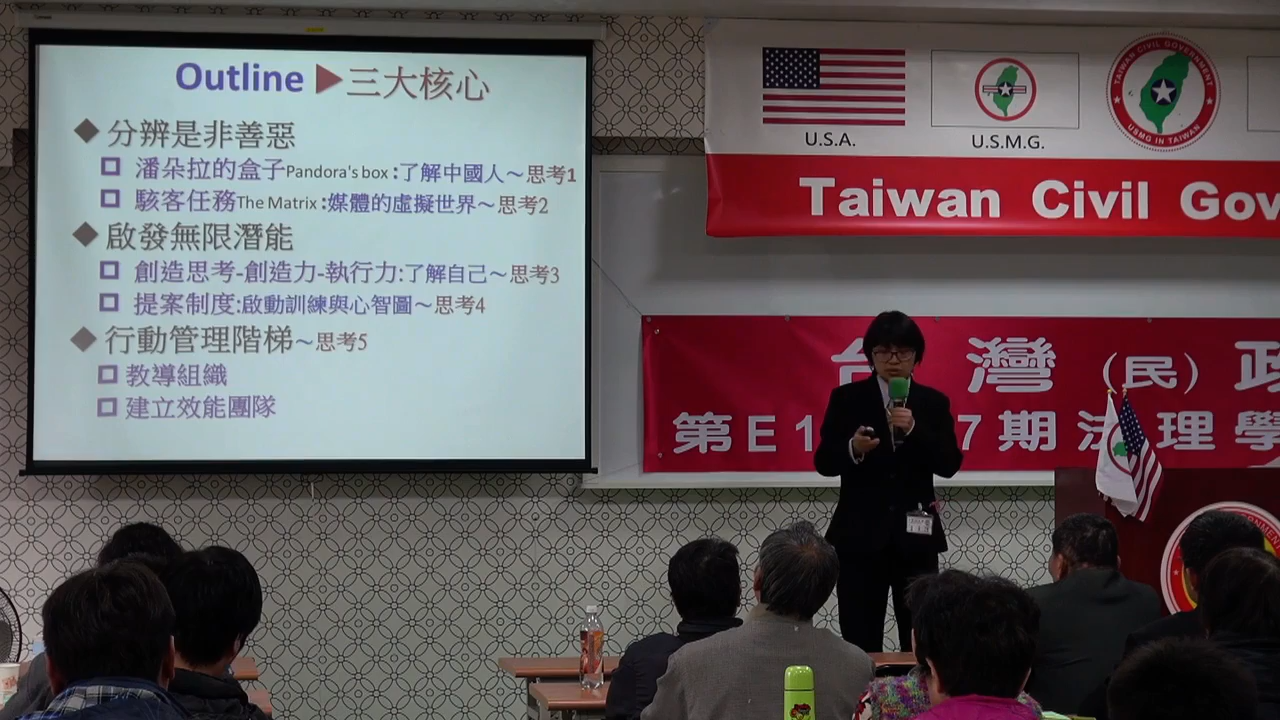 Outline ▶三大核心
◆ 分辨是非善惡
潘朵拉的盒子Pandora's box :了解中國人～思考1
駭客任務The Matrix :媒體的虛擬世界～思考2
◆ 啟發無限潛能
創造思考-創造力-執行力:了解自己～思考3
提案制度:啟動訓練與心智圖～思考4
◆ 行動管理階梯～思考5
教導組織
建立效能團隊
U.S.A.
U.S.M.G.
TAIWAN CIVIL GOVERNMENT
USMG IN TAIWAN
Taiwan Civil Gov
台灣（民）政
第E1 7期法理學